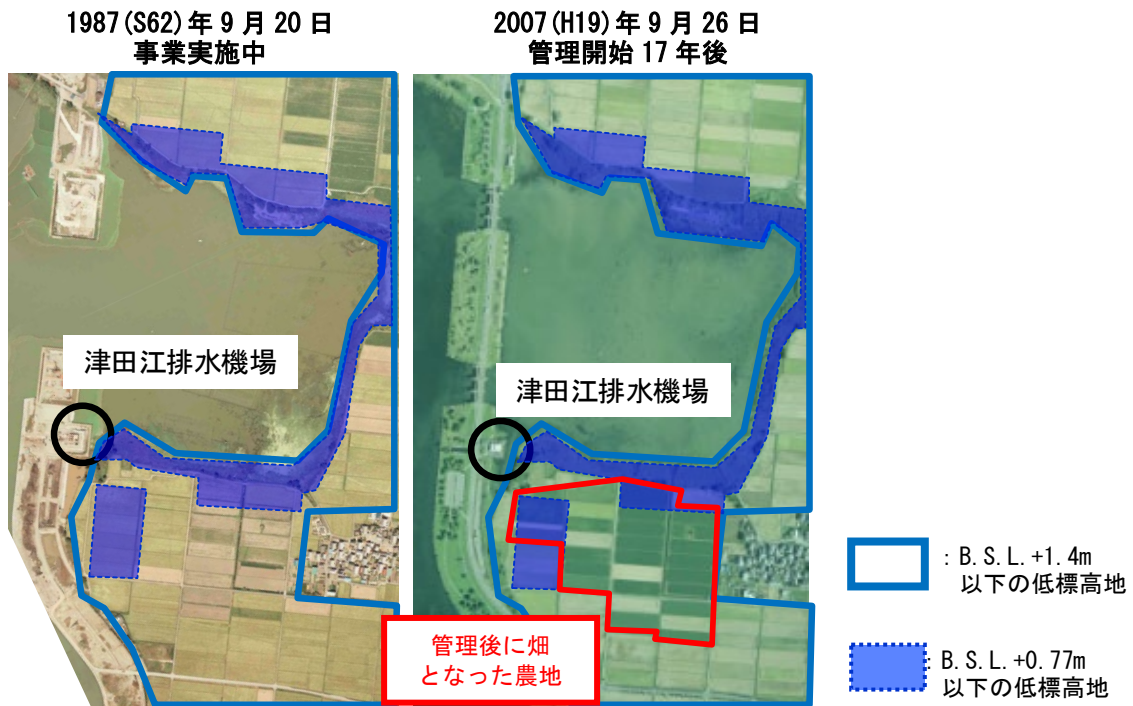 1987(S62)年9月20日
事業実施中
2007(H19)年9月26日
管理開始17年後
津田江排水機場
津田江排水機場
管理後に畑
となった農地
: B.S.L.+1.4m
以下の低標高地
: B.S.L.+0.77m
以下の低標高地